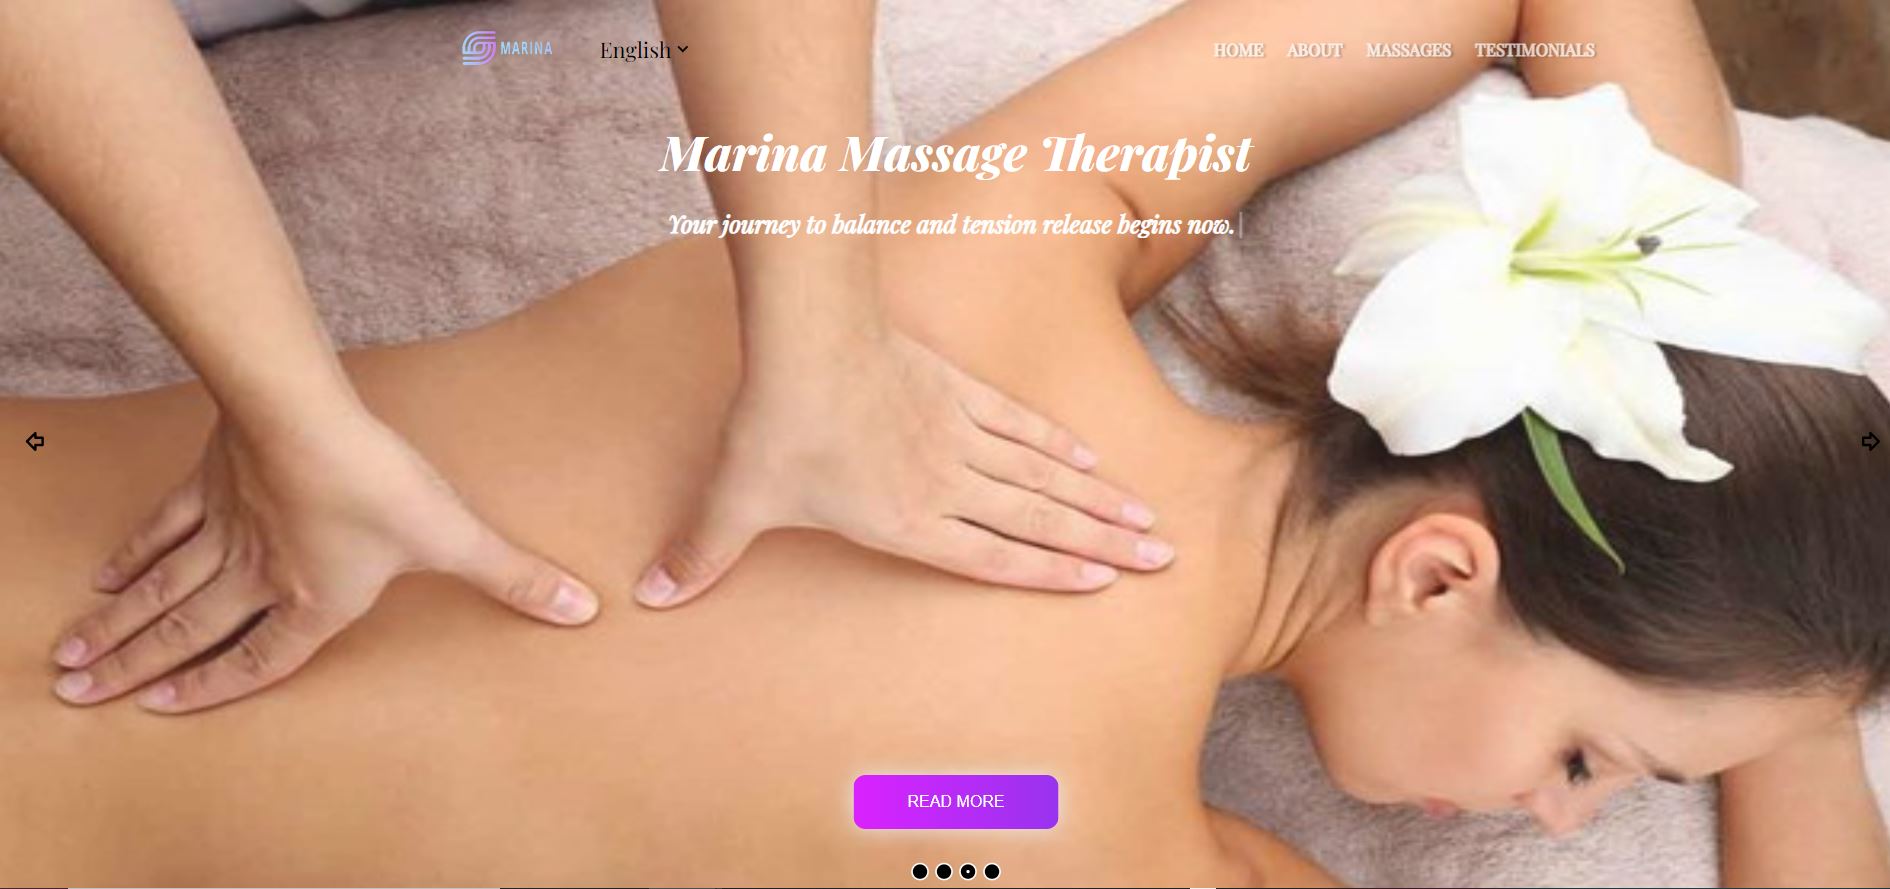 MARINA
English
HOME ABOUT MASSAGES TESTIMONIALS
Marina Massage Therapist
Your journey to balance and tension release begins now.
READ MORE